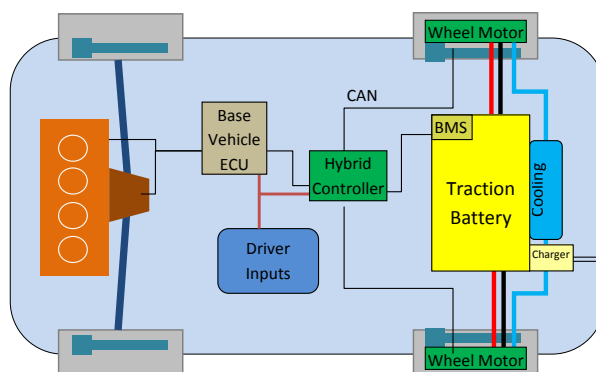 Wheel Motor
CAN
Base
Vehicle
ECU
BMS
Hybrid
Controller
Traction
Battery
Cooling
Driver
Inputs
Charger
Wheel Motor